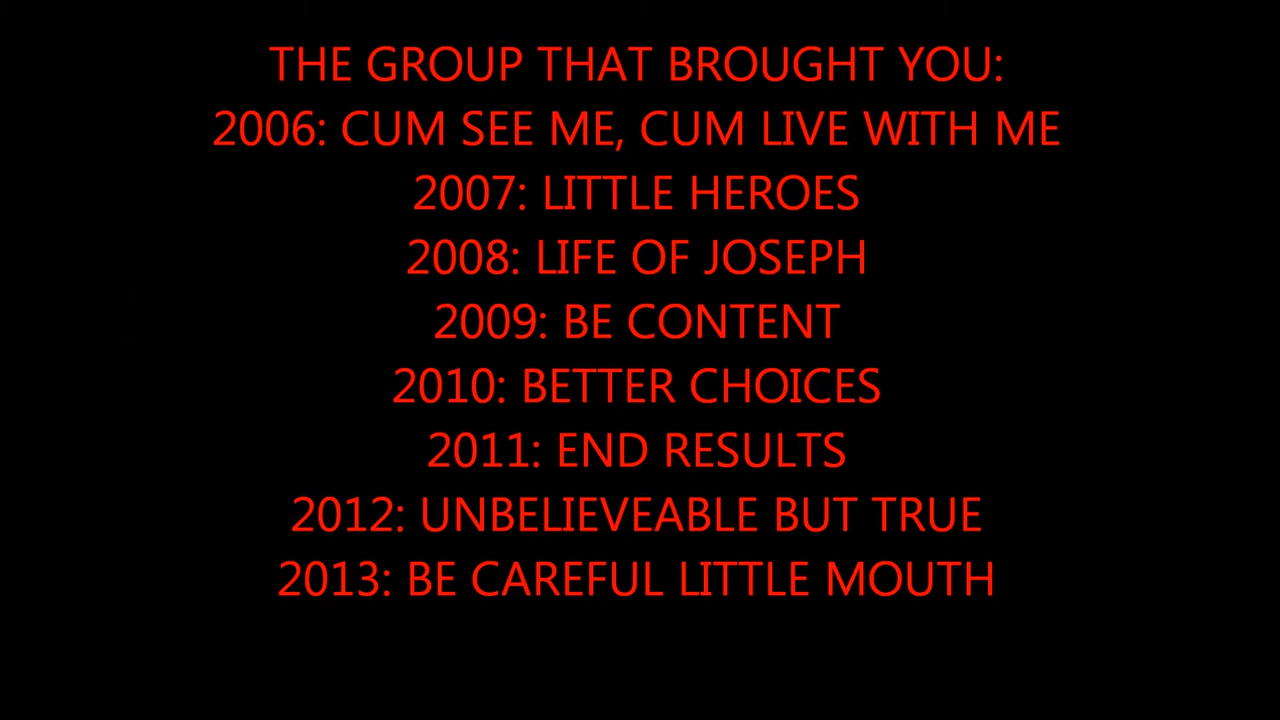 THE GROUP THAT BROUGHT YOU:
2006: CUM SEE ME, CUM LIVE WITH ME
2007: LITTLE HEROES
2008: LIFE OF JOSEPH
2009: BE CONTENT
2010: BETTER CHOICES
2011: END RESULTS
2012: UNBELIEVEABLE BUT TRUE
2013: BE CAREFUL LITTLE MOUTH